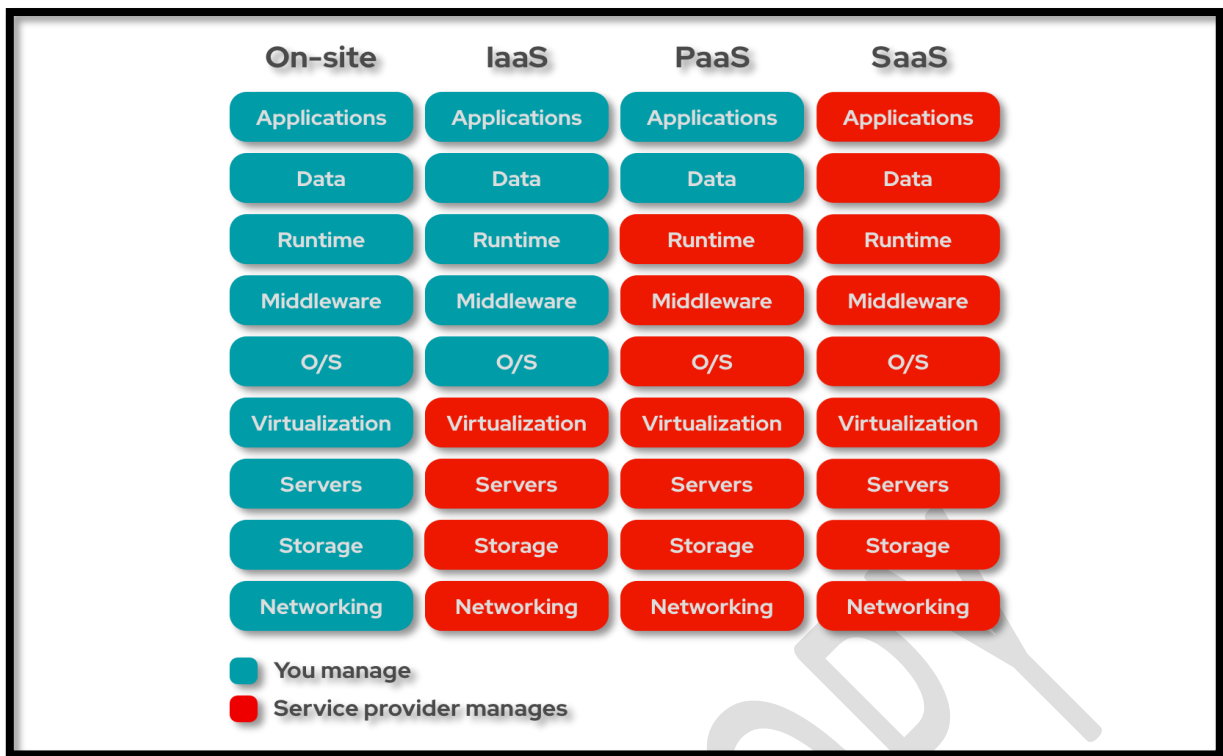 On-site IaaS PaaS SaaS
Applications Applications Applications Applications
Data Data Data Data
Runtime Runtime Runtime Runtime
Middleware Middleware Middleware Middleware
O/S O/S O/S O/S
Virtualization Virtualization Virtualization Virtualization
Servers Servers Servers Servers
Storage Storage Storage Storage
Networking Networking Networking Networking
You manage
Service provider manages